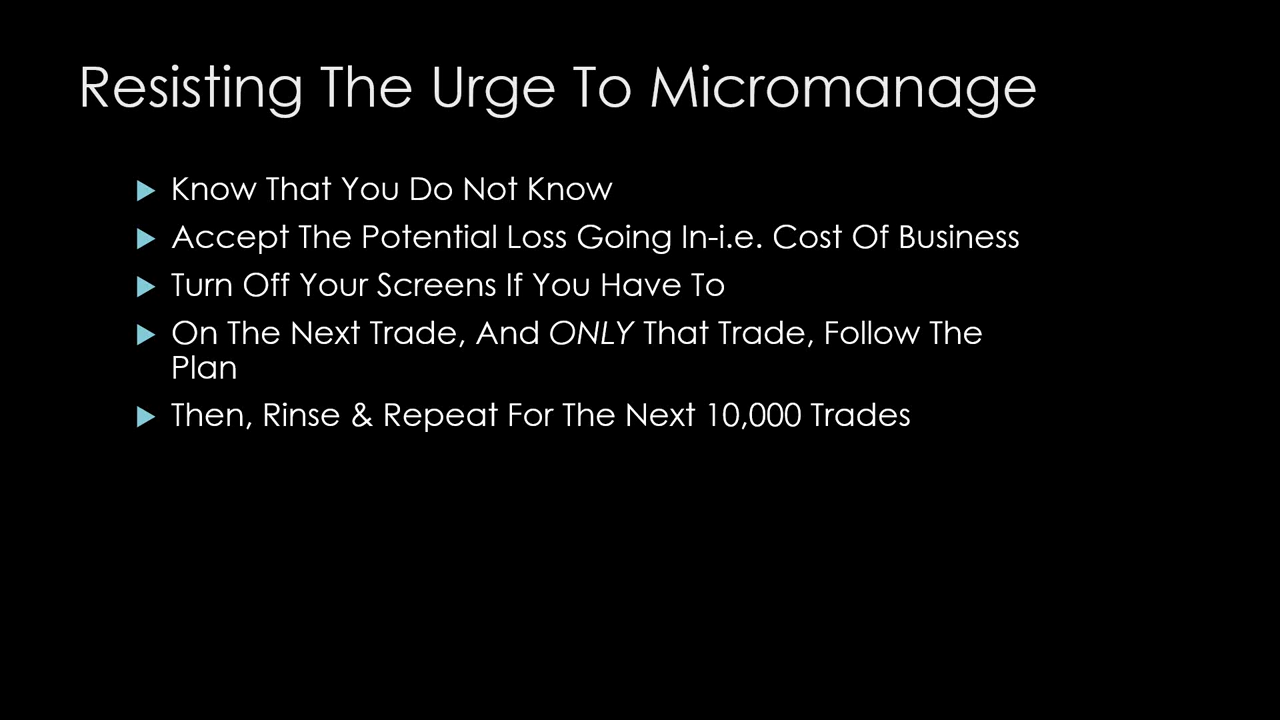 Resisting The Urge To Micromanage
Know That You Do Not Know
Accept The Potential Loss Going In-i.e. Cost Of Business
Turn Off Your Screens If You Have To
On The Next Trade, And ONLY That Trade, Follow The
Plan
Then, Rinse & Repeat For The Next 10,000 Trades